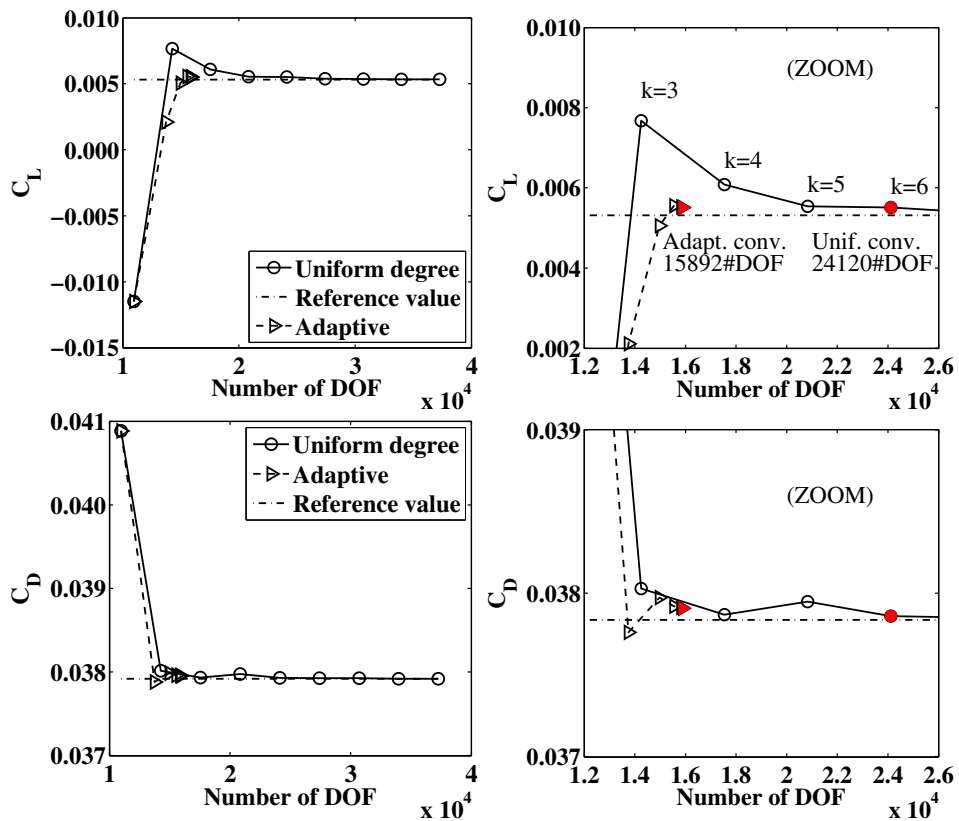 0.010
0.005
0.000
−0.005
−0.010
−0.015
C_L
1
2
3
4
Number of DOF
x 10^4
Uniform degree
Reference value
Adaptive
0.010
0.008
0.006
0.004
0.002
C_L
(ZOOM)
k=3
k=4
k=5
k=6
Adapt. conv.
15892#DOF
Unif. conv.
24120#DOF
1.2
1.4
1.6
1.8
2
2.2
2.4
2.6
Number of DOF
x 10^4
0.041
0.040
0.039
0.038
0.037
C_D
1
2
3
4
Number of DOF
x 10^4
Uniform degree
Adaptive
Reference value
0.039
0.038
0.037
C_D
(ZOOM)
1.2
1.4
1.6
1.8
2
2.2
2.4
2.6
Number of DOF
x 10^4